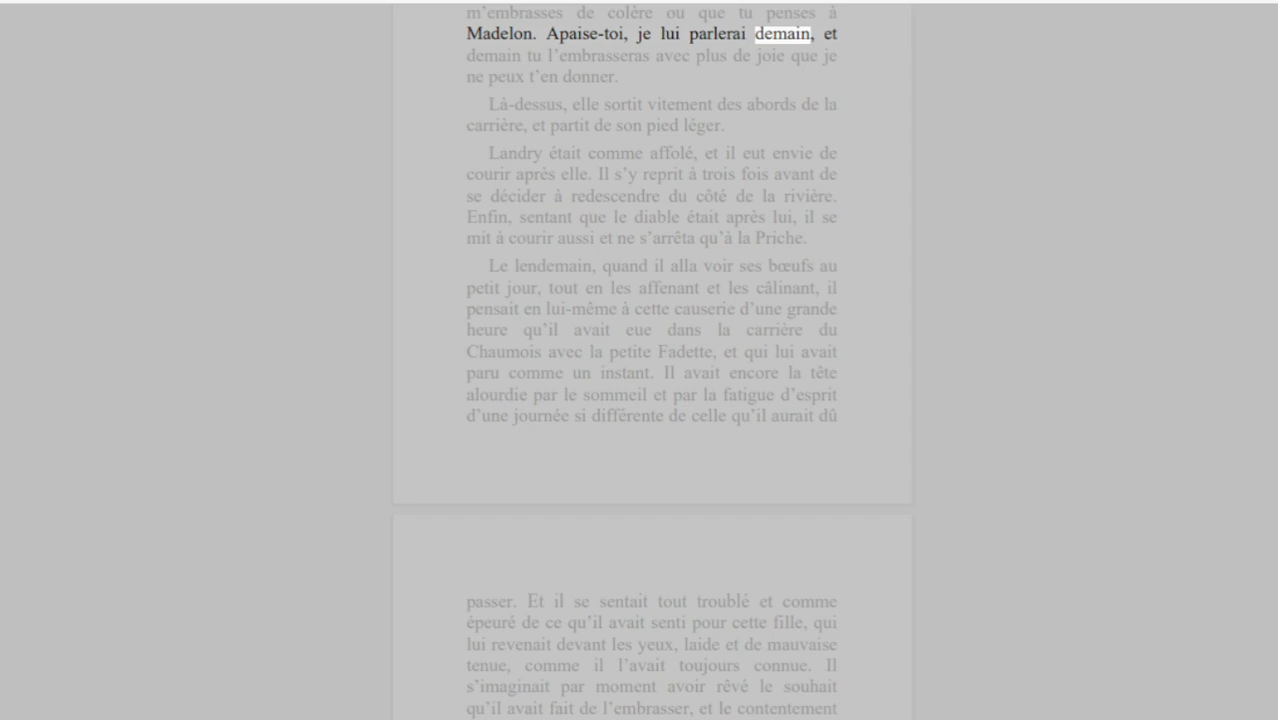 m’embrasses de colère ou que tu penses à
Madelon. Apaise-toi, je lui parlerai demain, et
demain tu l’embrasseras avec plus de joie que je
ne peux t’en donner.
Là-dessus, elle sortit vitement des abords de la
carrière, et partit de son pied léger.
Landry était comme affolé, et il eut envie de
courir après elle. Il s’y reprit à trois fois avant de
se décider à redescendre du côté de la rivière.
Enfin, sentant que le diable était après lui, il se
mit à courir aussi et ne s’arrêta qu’à la Priche.
Le lendemain, quand il alla voir ses bœufs au
petit jour, tout en les affenant et les câlinant, il
pensait en lui-même à cette causerie d’une grande
heure qu’il avait eue dans la carrière du
Chaumois avec la petite Fadette, et qui lui avait
paru comme un instant. Il avait encore la tête
alourdie par le sommeil et par la fatigue d’esprit
d’une journée si différente de celle qu’il aurait dû
passer. Et il se sentait tout troublé et comme
épeuré de ce qu’il avait senti pour cette fille, qui
lui revenait devant les yeux, laide et de mauvaise
tenue, comme il l’avait toujours connue. Il
s’imaginait par moment avoir rêvé le souhait
qu’il avait fait de l’embrasser, et le contentement